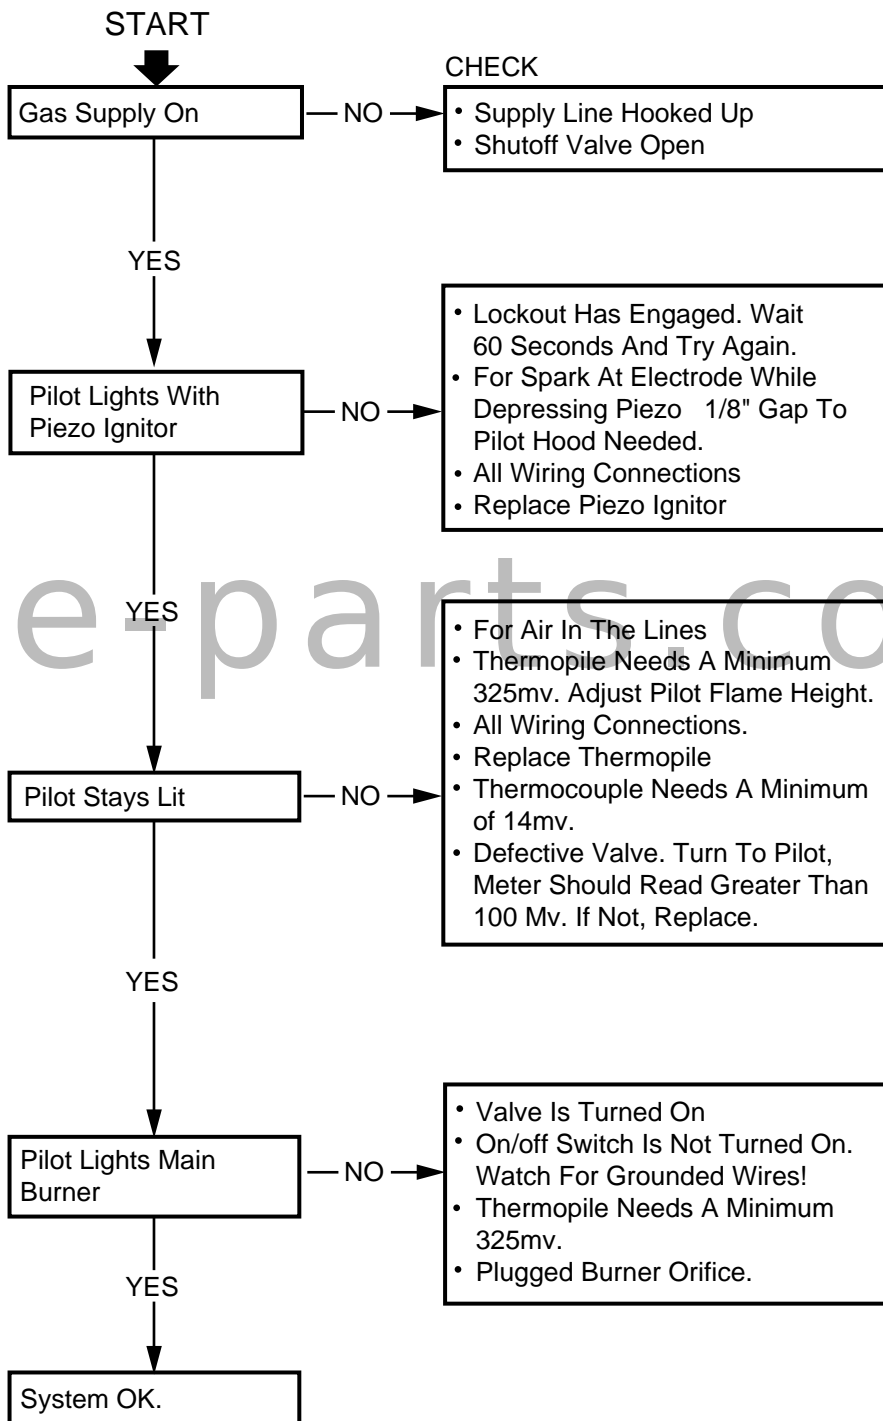 START
CHECK
Gas Supply On
NO
• Supply Line Hooked Up
• Shutoff Valve Open
YES
Pilot Lights With
Piezo Ignitor
NO
• Lockout Has Engaged. Wait
60 Seconds And Try Again.
• For Spark At Electrode While
Depressing Piezo 1/8" Gap To
Pilot Hood Needed.
• All Wiring Connections
• Replace Piezo Ignitor
e-parts.co
YES
Pilot Stays Lit
NO
• For Air In The Lines
• Thermopile Needs A Minimum
325mv. Adjust Pilot Flame Height.
• All Wiring Connections.
• Replace Thermopile
• Thermocouple Needs A Minimum
of 14mv.
• Defective Valve. Turn To Pilot,
Meter Should Read Greater Than
100 Mv. If Not, Replace.
YES
Pilot Lights Main
Burner
NO
• Valve Is Turned On
• On/off Switch Is Not Turned On.
Watch For Grounded Wires!
• Thermopile Needs A Minimum
325mv.
• Plugged Burner Orifice.
YES
System OK.